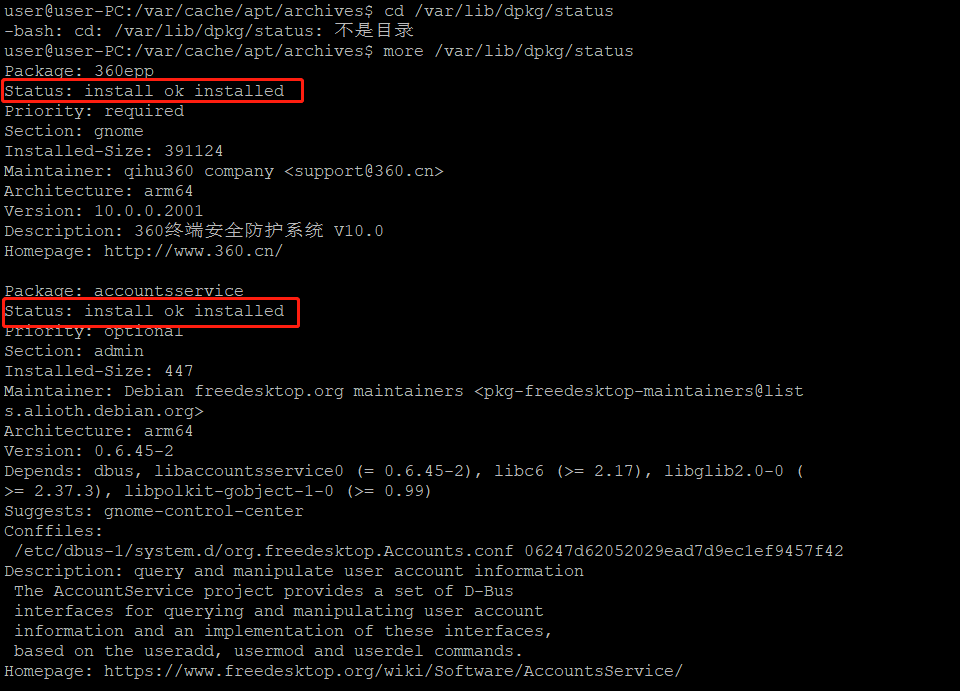 user@user-PC:/var/cache/apt/archives$ cd /var/lib/dpkg/status
-bash: cd: /var/lib/dpkg/status: 不是目录
user@user-PC:/var/cache/apt/archives$ more /var/lib/dpkg/status
Package: 360epp
Status: install ok installed
Priority: required
Section: gnome
Installed-Size: 391124
Maintainer: qihu360 company <support@360.cn>
Architecture: arm64
Version: 10.0.0.2001
Description: 360终端安全防护系统 V10.0
Homepage: http://www.360.cn/

Package: accountsservice
Status: install ok installed
Priority: optional
Section: admin
Installed-Size: 447
Maintainer: Debian freedesktop.org maintainers <pkg-freedesktop-maintainers@list
s.alioth.debian.org>
Architecture: arm64
Version: 0.6.45-2
Depends: dbus, libaccountsservice0 (= 0.6.45-2), libc6 (>= 2.17), libglib2.0-0 (
>= 2.37.3), libpolkit-gobject-1-0 (>= 0.99)
Suggests: gnome-control-center
Conffiles:
 /etc/dbus-1/system.d/org.freedesktop.Accounts.conf 06247d62052029ead7d9ec1ef9457f42
Description: query and manipulate user account information
 The AccountService project provides a set of D-Bus
 interfaces for querying and manipulating user account
 information and an implementation of these interfaces,
 based on the useradd, usermod and userdel commands.
Homepage: https://www.freedesktop.org/wiki/Software/AccountsService/